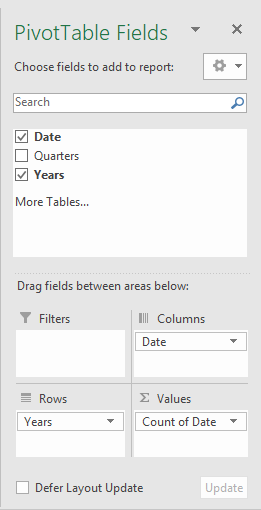 PivotTable Fields
Choose fields to add to report:
Search
Date
Quarters
Years
More Tables...
Drag fields between areas below:
Filters
Columns
Date
Rows
Σ Values
Years
Count of Date
Defer Layout Update
Update